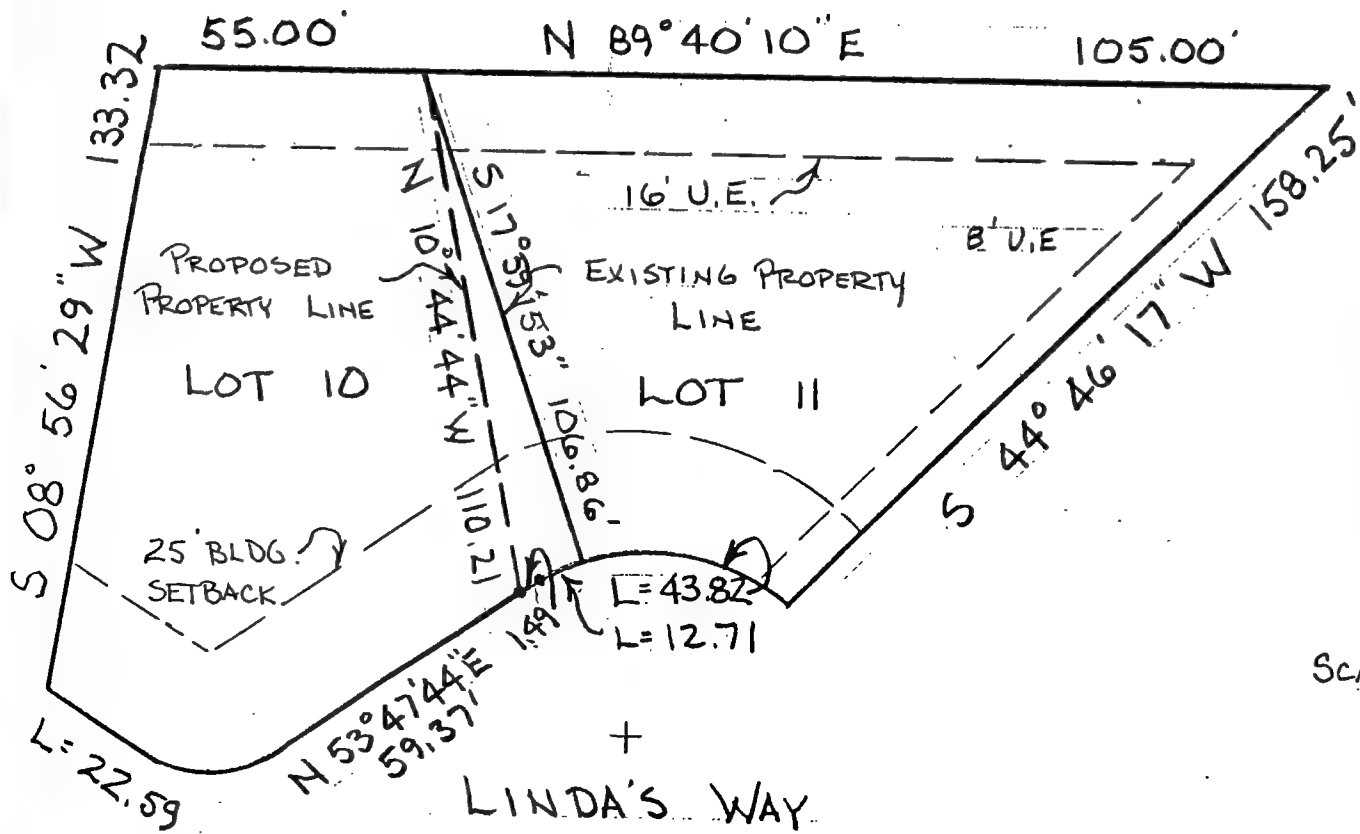 55.00'
N 89°40'10"E
105.00'
133.32
S 08° 56' 29" W
16' U.E.
8' U.E
S 44° 46' 17" W 158.25'
N 10° 44' 44" W 110.21
S 17° 59' 53" 106.86
PROPOSED
PROPERTY LINE
EXISTING PROPERTY
LINE
LOT 10
LOT 11
25' BLDG.
SETBACK
L= 43.82
L= 12.71
1.49
N 53°47'44"E
59.37'
L= 22.59
+
LINDA'S WAY